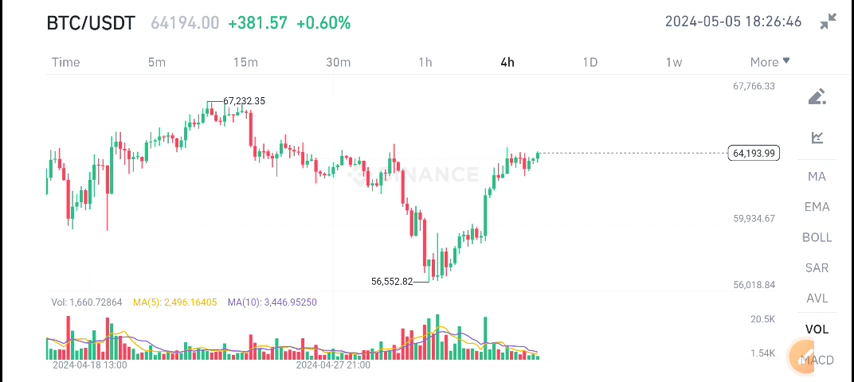 BTC/USDT 64194.00 +381.57 +0.60% 2024-05-05 18:26:46
Time 5m 15m 30m 1h 4h 1D 1w More
67,766.33
67,232.35
64,193.99
BINANCE
MA
EMA
59,934.67
BOLL
SAR
56,552.82
56,018.84
AVL
Vol: 1,660.72864 MA(5): 2,496.16405 MA(10): 3,446.95250
20.5K
VOL
1.54K
MACD
2024-04-18 13:00 2024-04-27 21:00